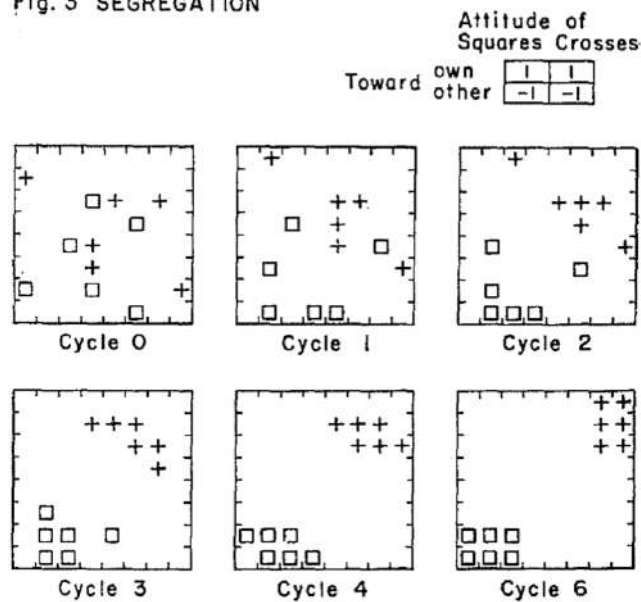 Fig. 3 SEGREGATION
Attitude of
Squares Crosses
Toward own 1 1
other -1 -1
Cycle 0
Cycle 1
Cycle 2
Cycle 3
Cycle 4
Cycle 6